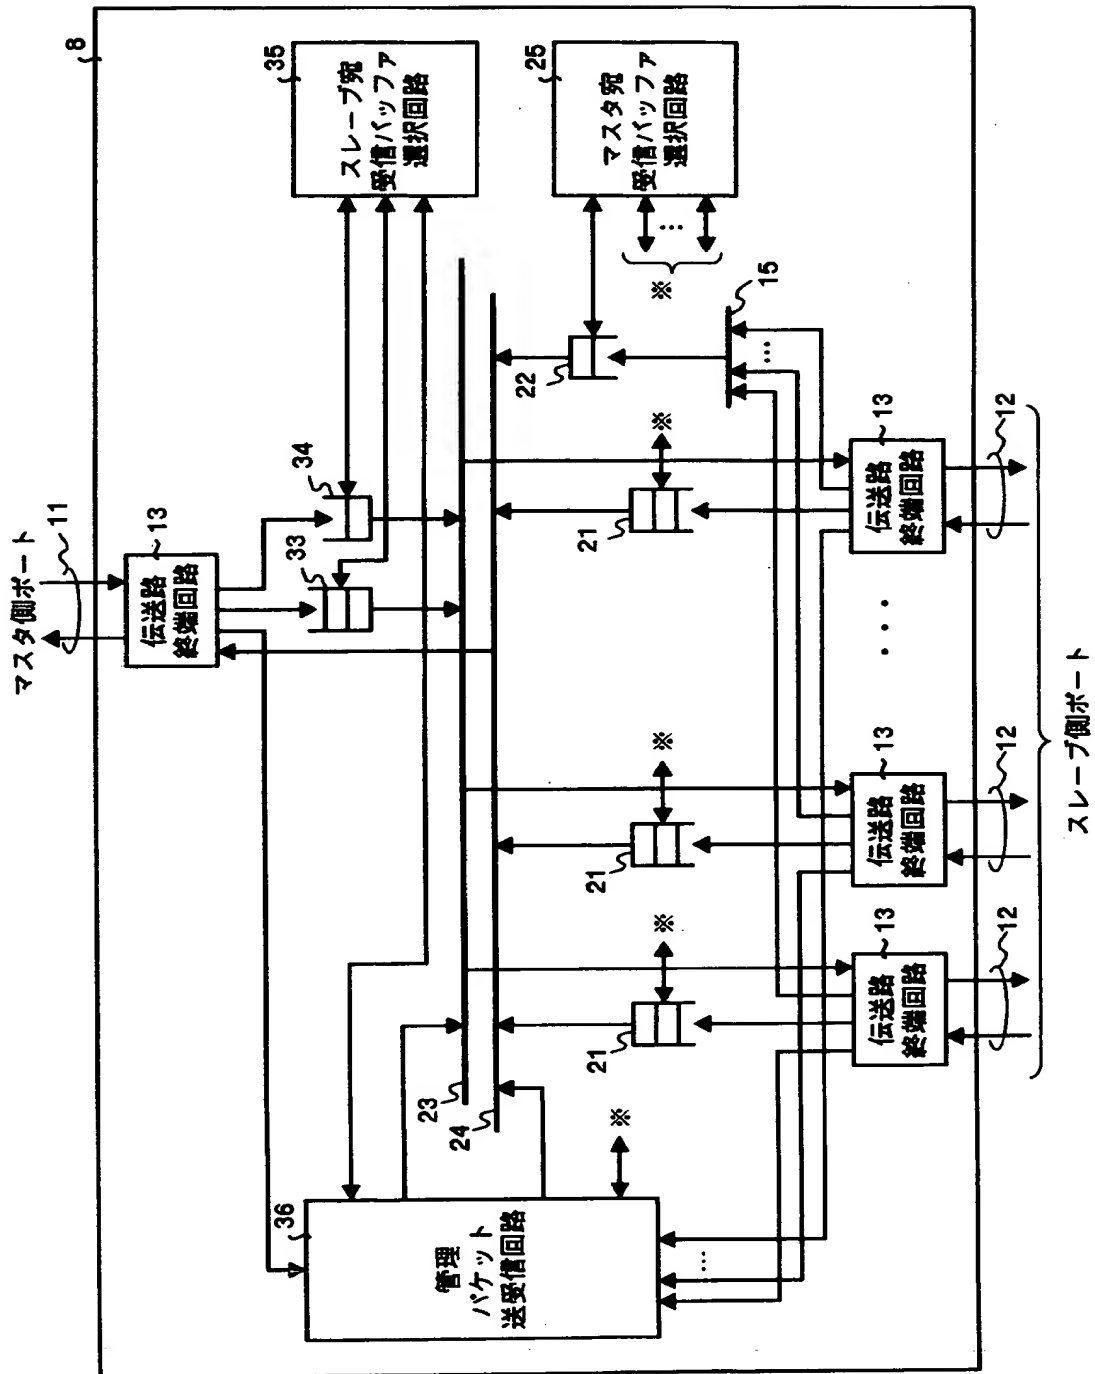 8
マスタ側ポート
11
13
伝送路
終端回路
35
スレーブ宛
受信バッファ
選択回路
33
34
25
マスタ宛
受信バッファ
選択回路
36
管理
パケット
送受信回路
23
24
※
…
※
21
※
21
※
21
※
22
※
…
15
…
13
伝送路
終端回路
13
伝送路
終端回路
…
13
伝送路
終端回路
12
12
12
スレーブ側ポート